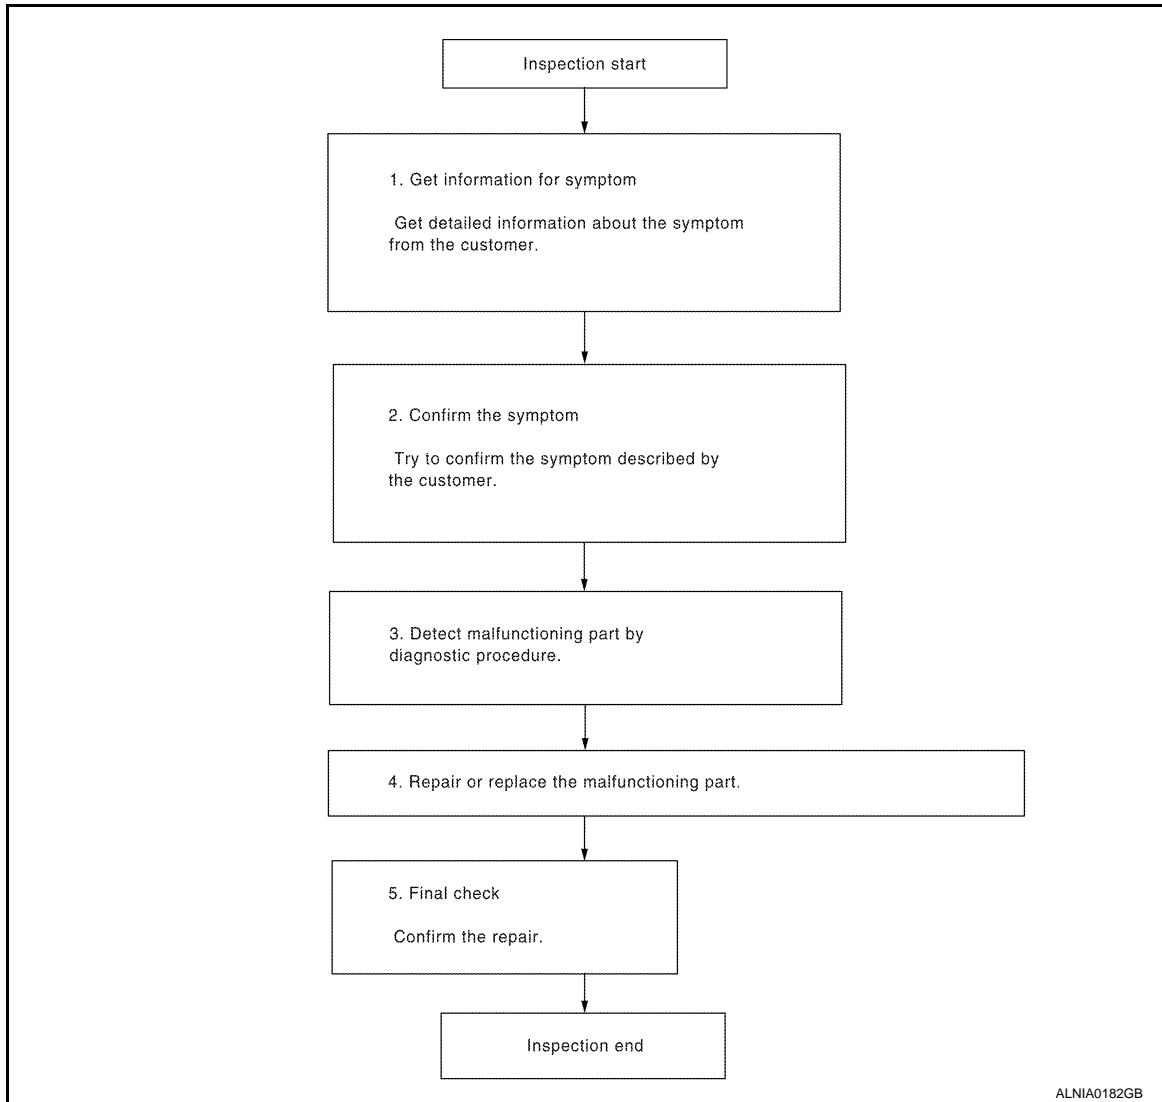 Inspection start
1. Get information for symptom
Get detailed information about the symptom
from the customer.
2. Confirm the symptom
Try to confirm the symptom described by
the customer.
3. Detect malfunctioning part by
diagnostic procedure.
4. Repair or replace the malfunctioning part.
5. Final check
Confirm the repair.
Inspection end
ALNIA0182GB